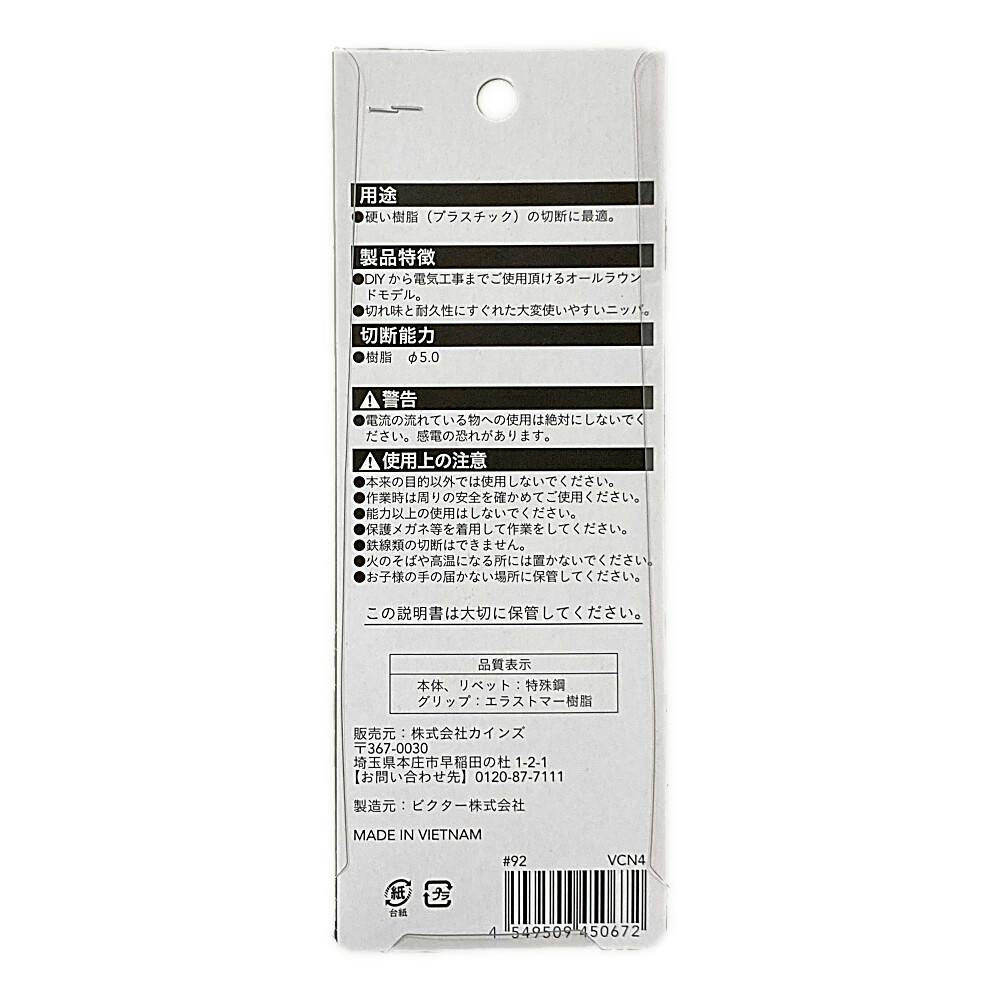 用途
●硬い樹脂（プラスチック）の切断に最適。
製品特徴
●DIYから電気工事までご使用頂けるオールラウン
ドモデル。
●切れ味と耐久性にすぐれた大変使いやすいニッパ。
切断能力
●樹脂 φ5.0
⚠警告
●電流の流れている物への使用は絶対にしないでく
ださい。感電の恐れがあります。
⚠使用上の注意
●本来の目的以外では使用しないでください。
●作業時は周りの安全を確かめてご使用ください。
●能力以上の使用はしないでください。
●保護メガネ等を着用して作業をしてください。
●鉄線類の切断はできません。
●火のそばや高温になる所には置かないでください。
●お子様の手の届かない場所に保管してください。
この説明書は大切に保管してください。
品質表示
本体、リベット：特殊鋼
グリップ：エラストマー樹脂
販売元：株式会社カインズ
〒367-0030
埼玉県本庄市早稲田の杜 1-2-1
【お問い合わせ先】0120-87-7111
製造元：ビクター株式会社
MADE IN VIETNAM
#92 VCN4
紙 プラ
台紙
4 549509 450672